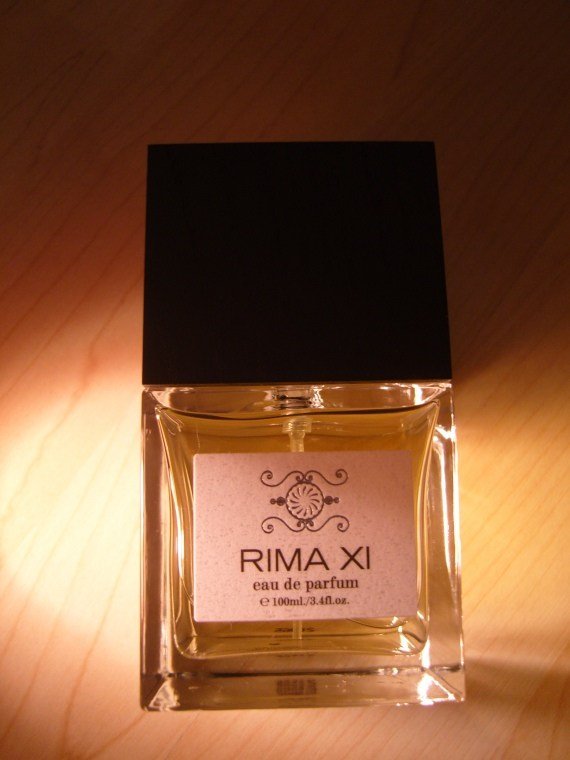 RIMA XI
eau de parfum
℮ 100ml./3.4fl.oz.